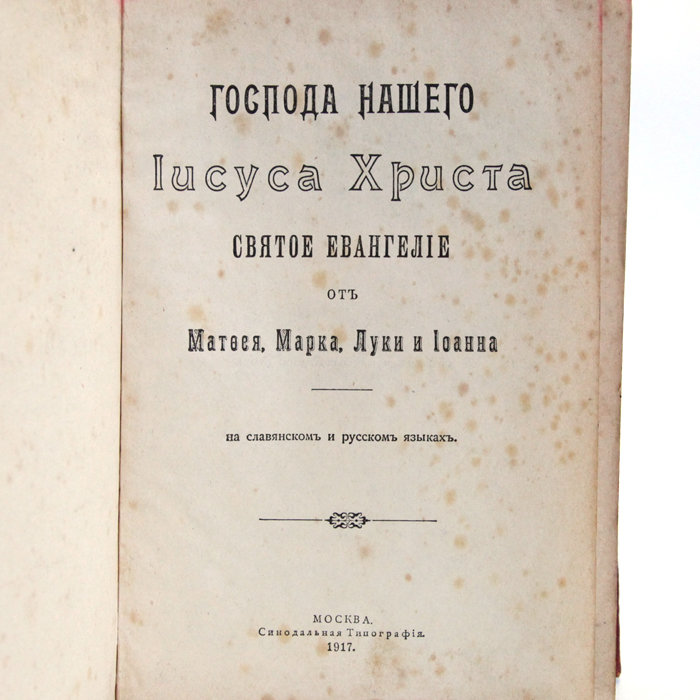 ГОСПОДА НАШЕГО
Іисуса Христа
СВЯТОЕ ЕВАНГЕЛІЕ
ОТЪ
Матѳея, Марка, Луки и Іоанна
на славянскомъ и русскомъ языкахъ.
МОСКВА.
Синодальная Типографія.
1917.